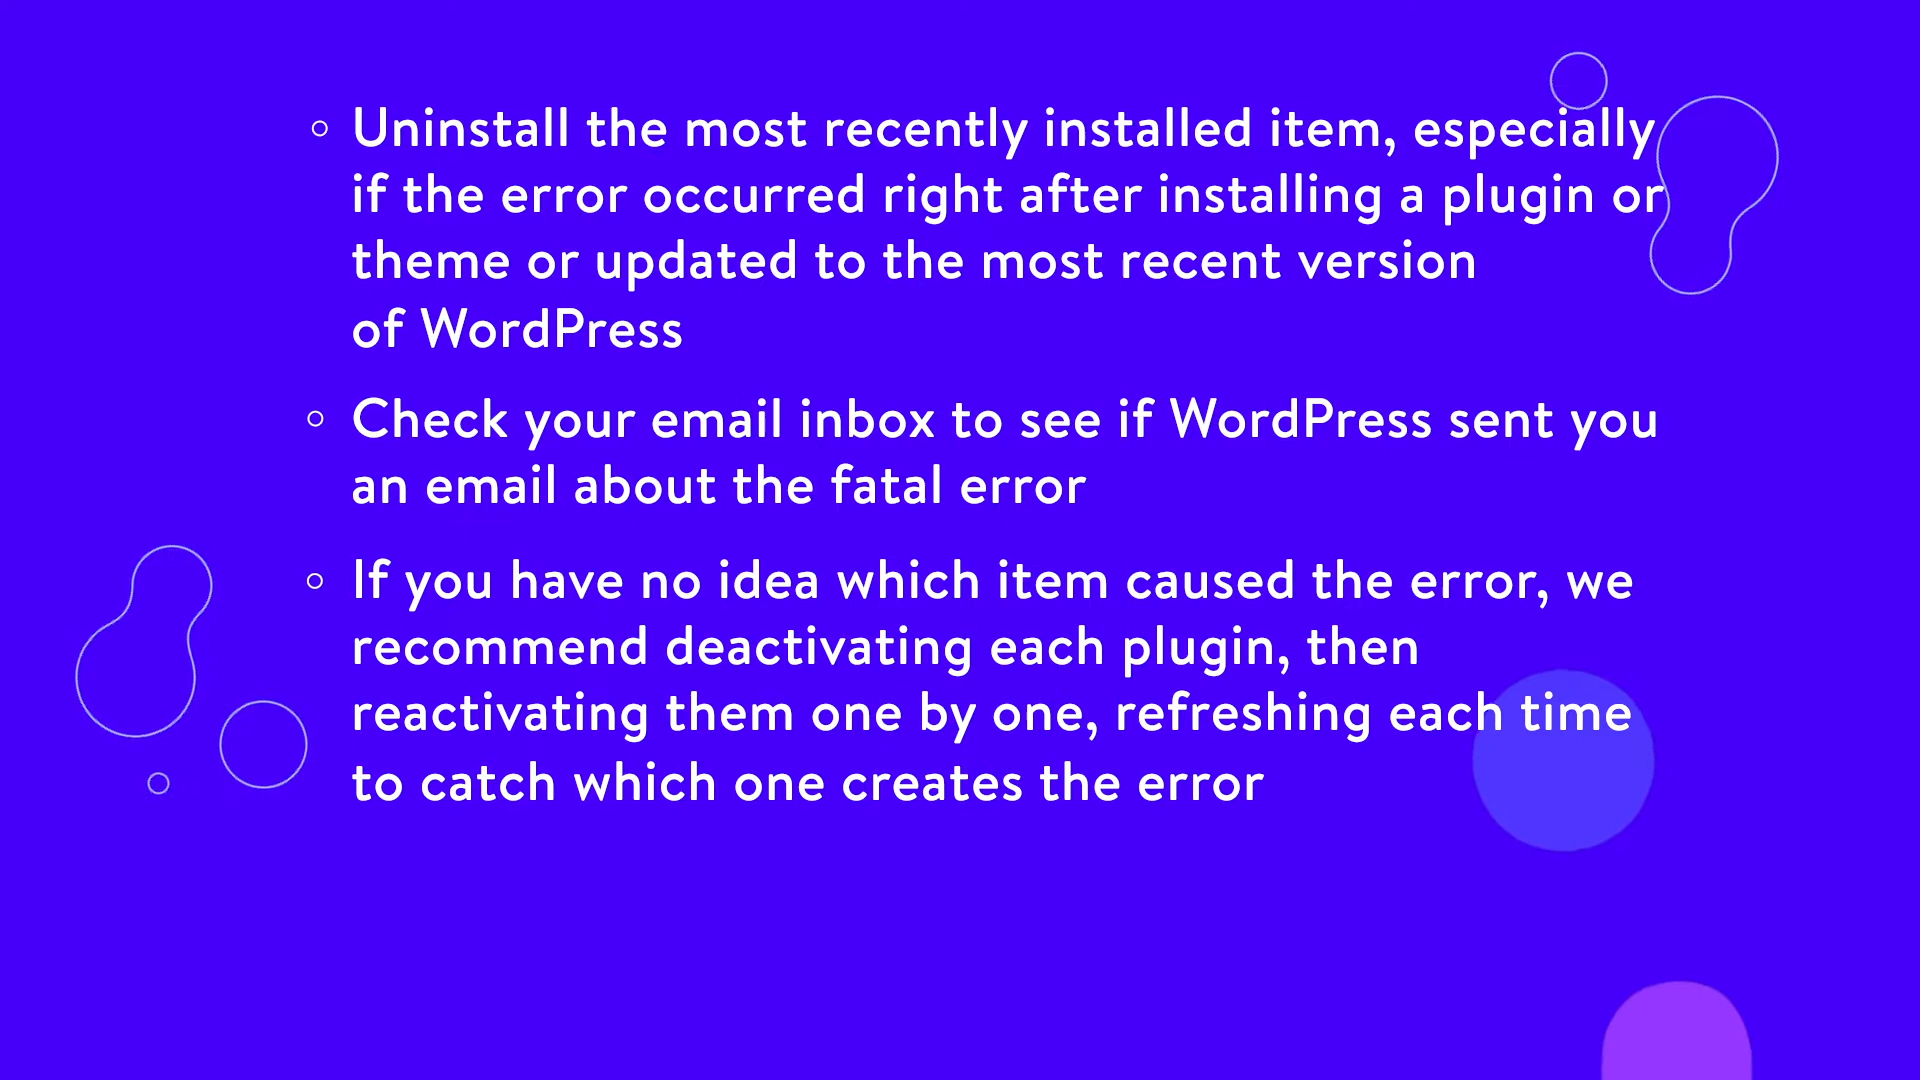 Uninstall the most recently installed item, especially
if the error occurred right after installing a plugin or
theme or updated to the most recent version
of WordPress
Check your email inbox to see if WordPress sent you
an email about the fatal error
If you have no idea which item caused the error, we
recommend deactivating each plugin, then
reactivating them one by one, refreshing each time
to catch which one creates the error